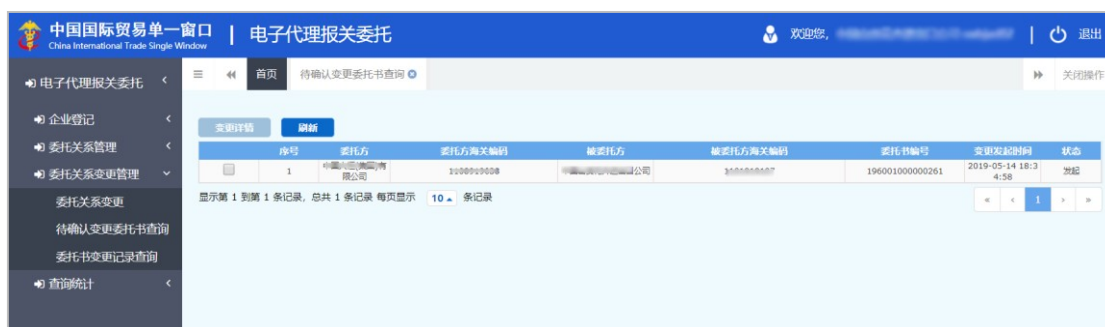 中国国际贸易单一窗口 | 电子代理报关委托
China International Trade Single Window
欢迎您,
退出
电子代理报关委托
首页
待确认变更委托书查询
关闭操作
企业登记
委托关系管理
委托关系变更管理
委托关系变更
待确认变更委托书查询
委托书变更记录查询
查询统计
变更详情 刷新
序号 委托方 委托方海关编码 被委托方 被委托方海关编码 委托书编号 变更发起时间 状态
1 有限公司 公司 196001000000261 2019-05-14 18:3 发起
4:58
显示第 1 到第 1 条记录,总共 1 条记录 每页显示 10 条记录
« ‹ 1 › »